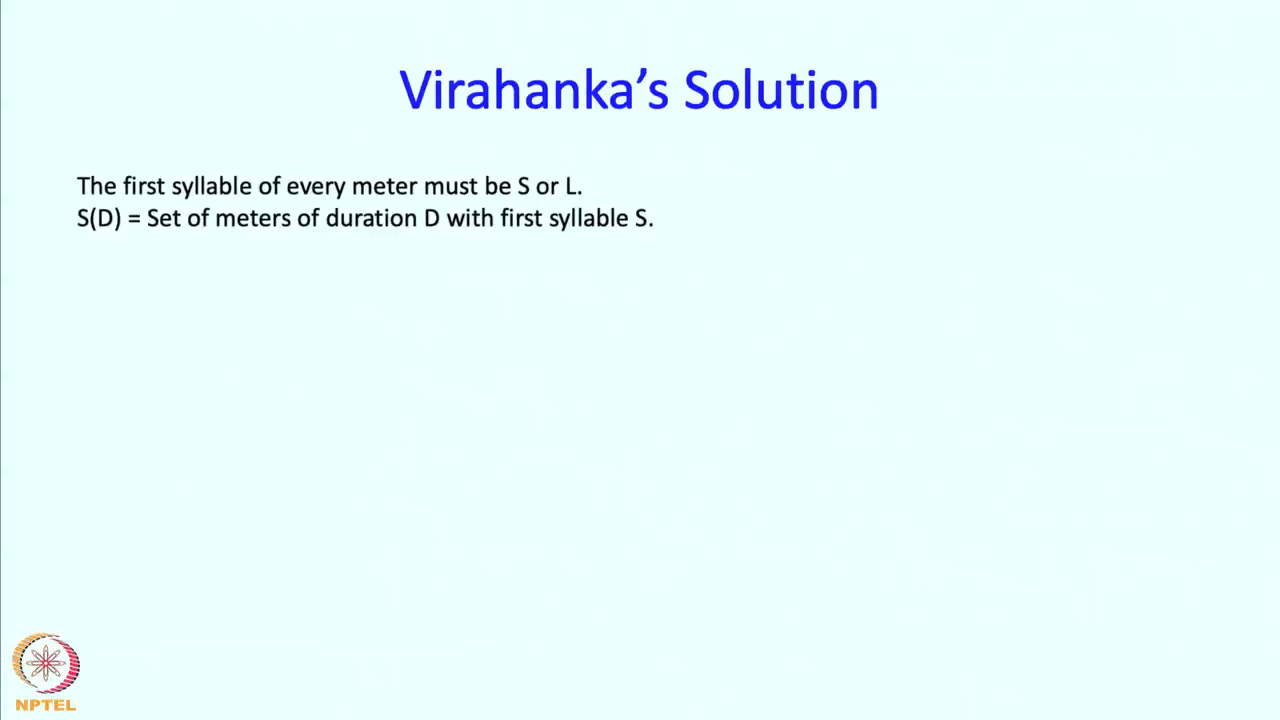 Virahanka’s Solution
The first syllable of every meter must be S or L.
S(D) = Set of meters of duration D with first syllable S.
NPTEL